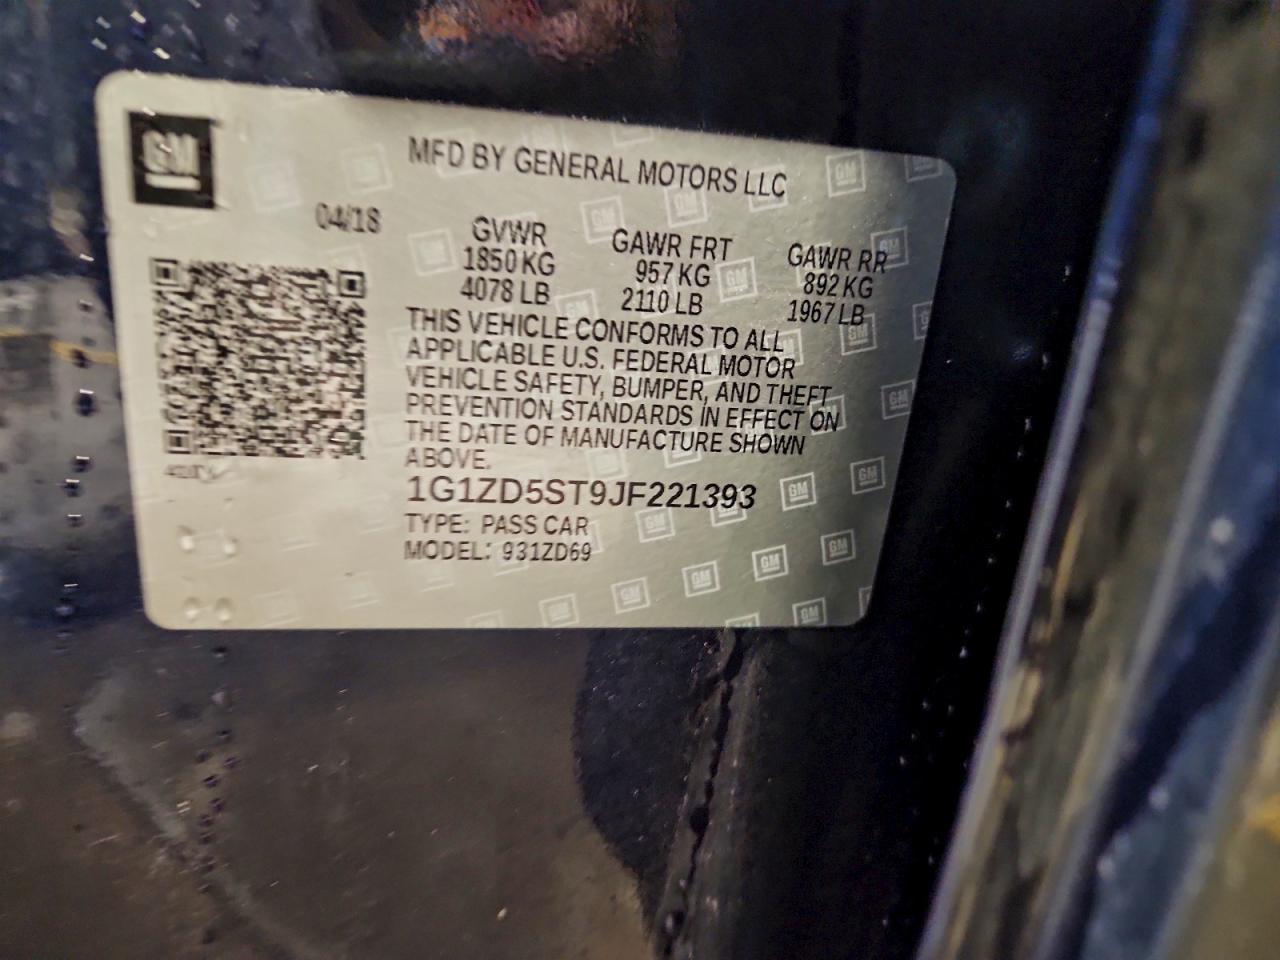 GM
MFD BY GENERAL MOTORS LLC
04/18
GVWR GAWR FRT GAWR RR
1850 KG 957 KG 892 KG
4078 LB 2110 LB 1967 LB
THIS VEHICLE CONFORMS TO ALL
APPLICABLE U.S. FEDERAL MOTOR
VEHICLE SAFETY, BUMPER, AND THEFT
PREVENTION STANDARDS IN EFFECT ON
THE DATE OF MANUFACTURE SHOWN
ABOVE.
1G1ZD5ST9JF221393
TYPE: PASS CAR
MODEL: 931ZD69